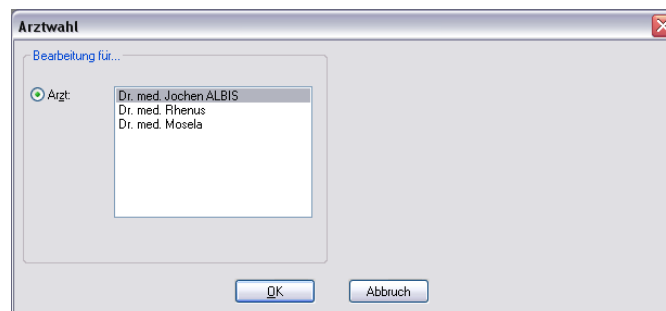 Arztwahl
Bearbeitung für...
Arzt:
Dr. med. Jochen ALBIS
Dr. med. Rhenus
Dr. med. Mosela
OK
Abbruch